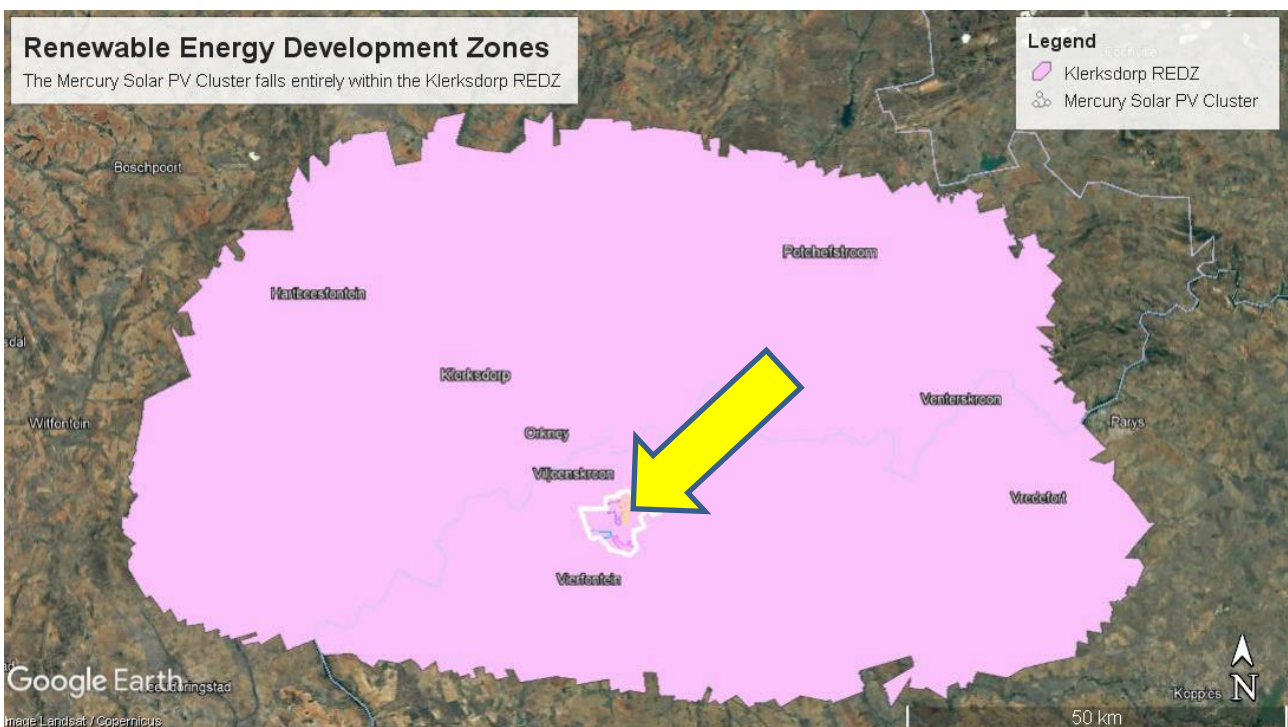 Renewable Energy Development Zones
The Mercury Solar PV Cluster falls entirely within the Klerksdorp REDZ
Legend
Klerksdorp REDZ
Mercury Solar PV Cluster
Boschpoort
Potchefstroom
Hartbeesfontein
Klerksdorp
Venterskroon
Witfontein
Parys
Orkney
Viljoenskroon
Vredefort
Vierfontein
Google Earth
Kopjes
N
Image Landsat / Copernicus
50 km